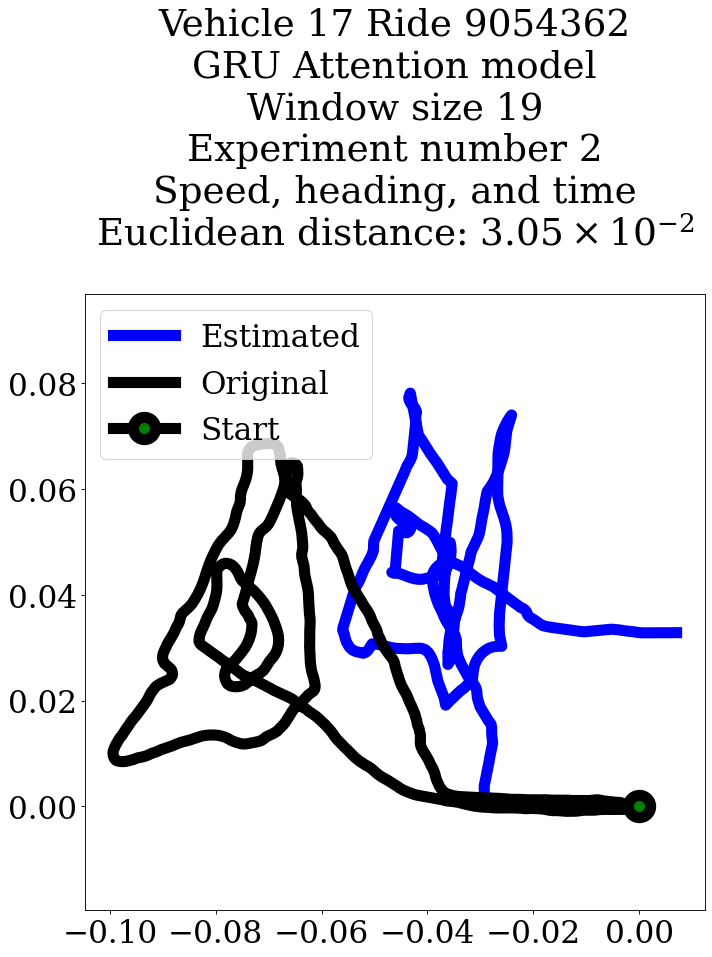 Vehicle 17 Ride 9054362
GRU Attention model
Window size 19
Experiment number 2
Speed, heading, and time
Euclidean distance: 3.05 × 10⁻²
Estimated
Original
Start
0.08
0.06
0.04
0.02
0.00
−0.10 −0.08 −0.06 −0.04 −0.02 0.00